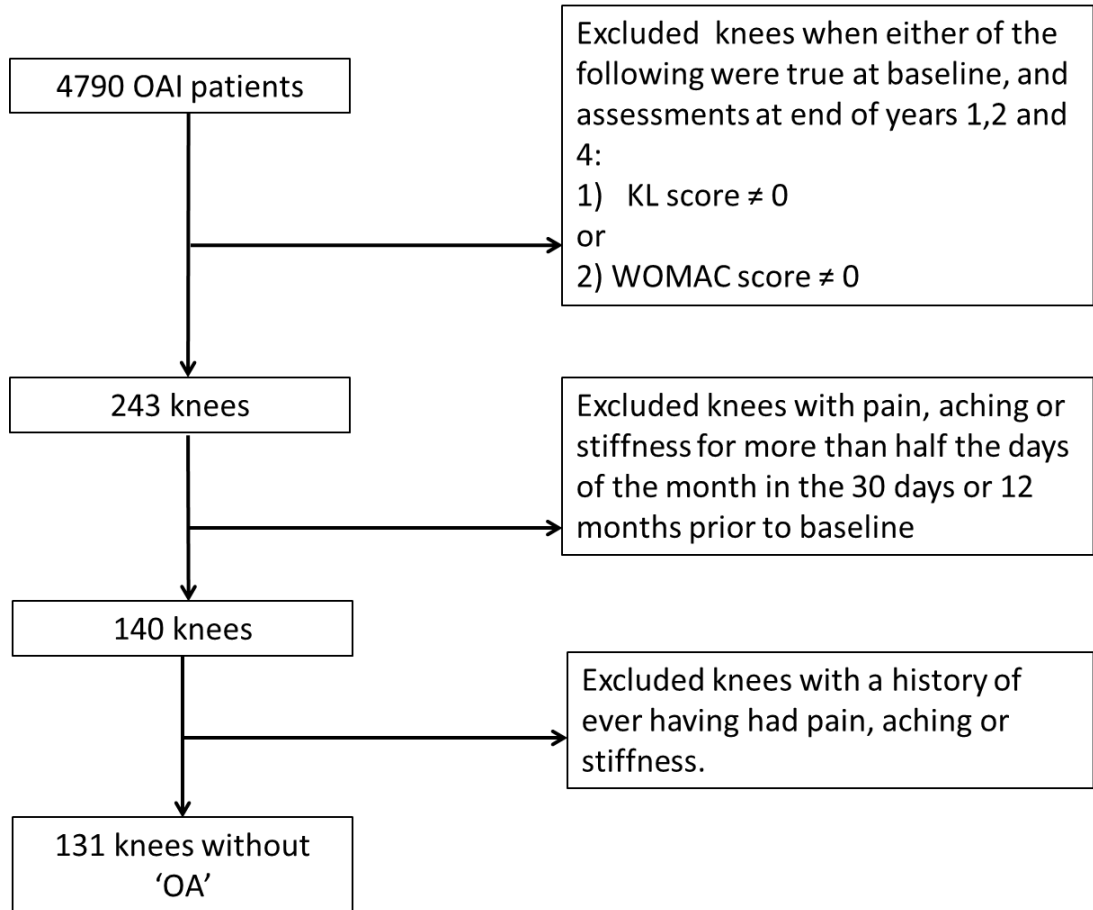 4790 OAI patients
Excluded knees when either of the
following were true at baseline, and
assessments at end of years 1,2 and
4:
1) KL score ≠ 0
or
2) WOMAC score ≠ 0
243 knees
Excluded knees with pain, aching or
stiffness for more than half the days
of the month in the 30 days or 12
months prior to baseline
140 knees
Excluded knees with a history of
ever having had pain, aching or
stiffness.
131 knees without
‘OA’